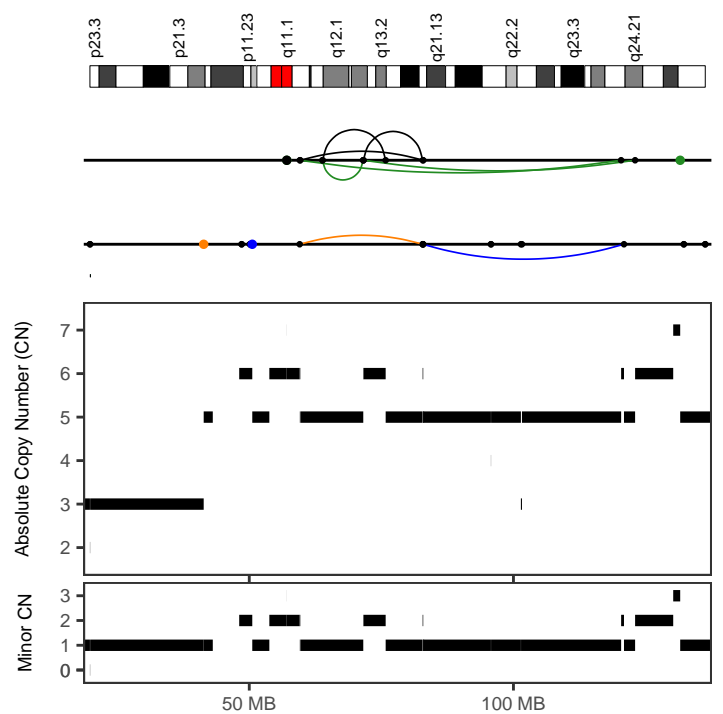 p23.3 p21.3 p11.23 q11.1 q12.1 q13.2 q21.13 q22.2 q23.3 q24.21
Absolute Copy Number (CN)
7
6
5
4
3
2
Minor CN
3
2
1
0
50 MB 100 MB